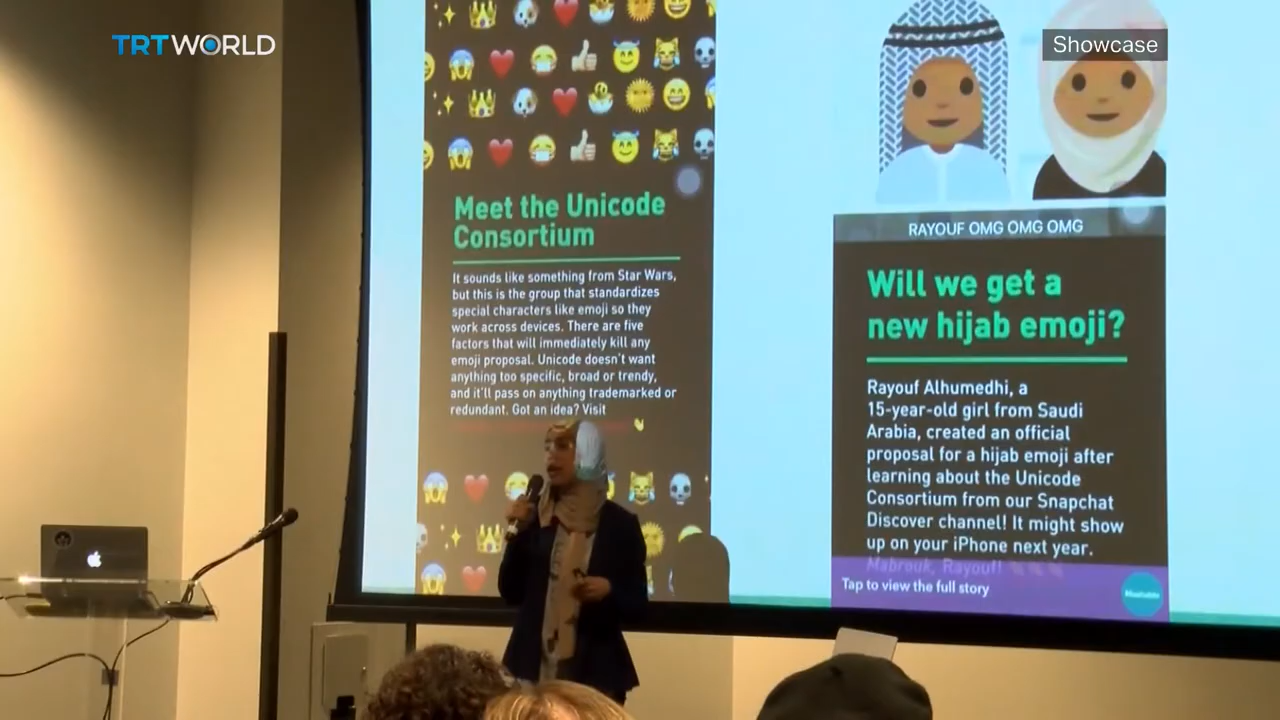 TRT WORLD
Showcase
Meet the Unicode
Consortium
It sounds like something from Star Wars,
but this is the group that standardizes
special characters like emoji so they
work across devices. There are five
factors that will immediately kill any
emoji proposal. Unicode doesn't want
anything too specific, broad or trendy,
and it'll pass on anything trademarked or
redundant. Got an idea? Visit
RAYOUF OMG OMG OMG
Will we get a
new hijab emoji?
Rayouf Alhumedhi, a
15-year-old girl from Saudi
Arabia, created an official
proposal for a hijab emoji after
learning about the Unicode
Consortium from our Snapchat
Discover channel! It might show
up on your iPhone next year.
Mabrouk, Rayouf!
Tap to view the full story
Mashable